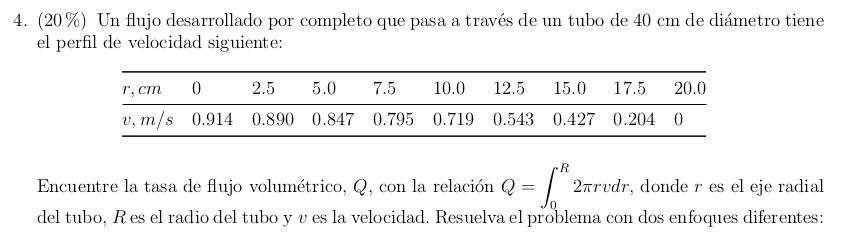 4. (20 %) Un flujo desarrollado por completo que pasa a través de un tubo de 40 cm de diámetro tiene
el perfil de velocidad siguiente:
r, cm 0 2.5 5.0 7.5 10.0 12.5 15.0 17.5 20.0
v, m/s 0.914 0.890 0.847 0.795 0.719 0.543 0.427 0.204 0
Encuentre la tasa de flujo volumétrico, Q, con la relación Q = ∫₀ᴿ 2πrvdr, donde r es el eje radial
del tubo, R es el radio del tubo y v es la velocidad. Resuelva el problema con dos enfoques diferentes: